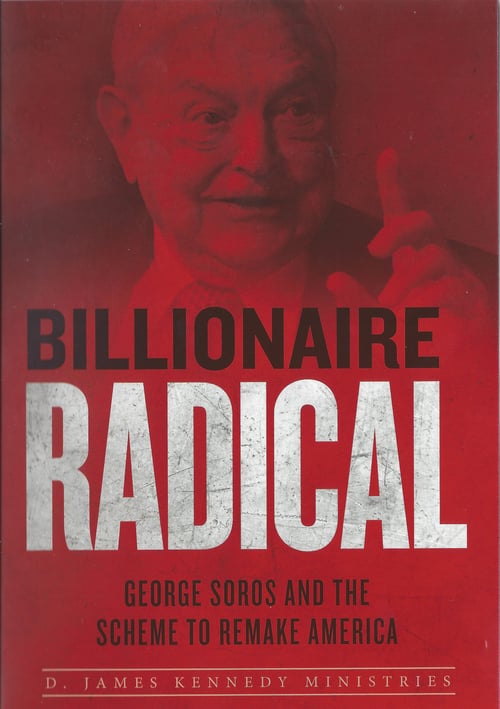 BILLIONAIRE
RADICAL
GEORGE SOROS AND THE
SCHEME TO REMAKE AMERICA
D. JAMES KENNEDY MINISTRIES